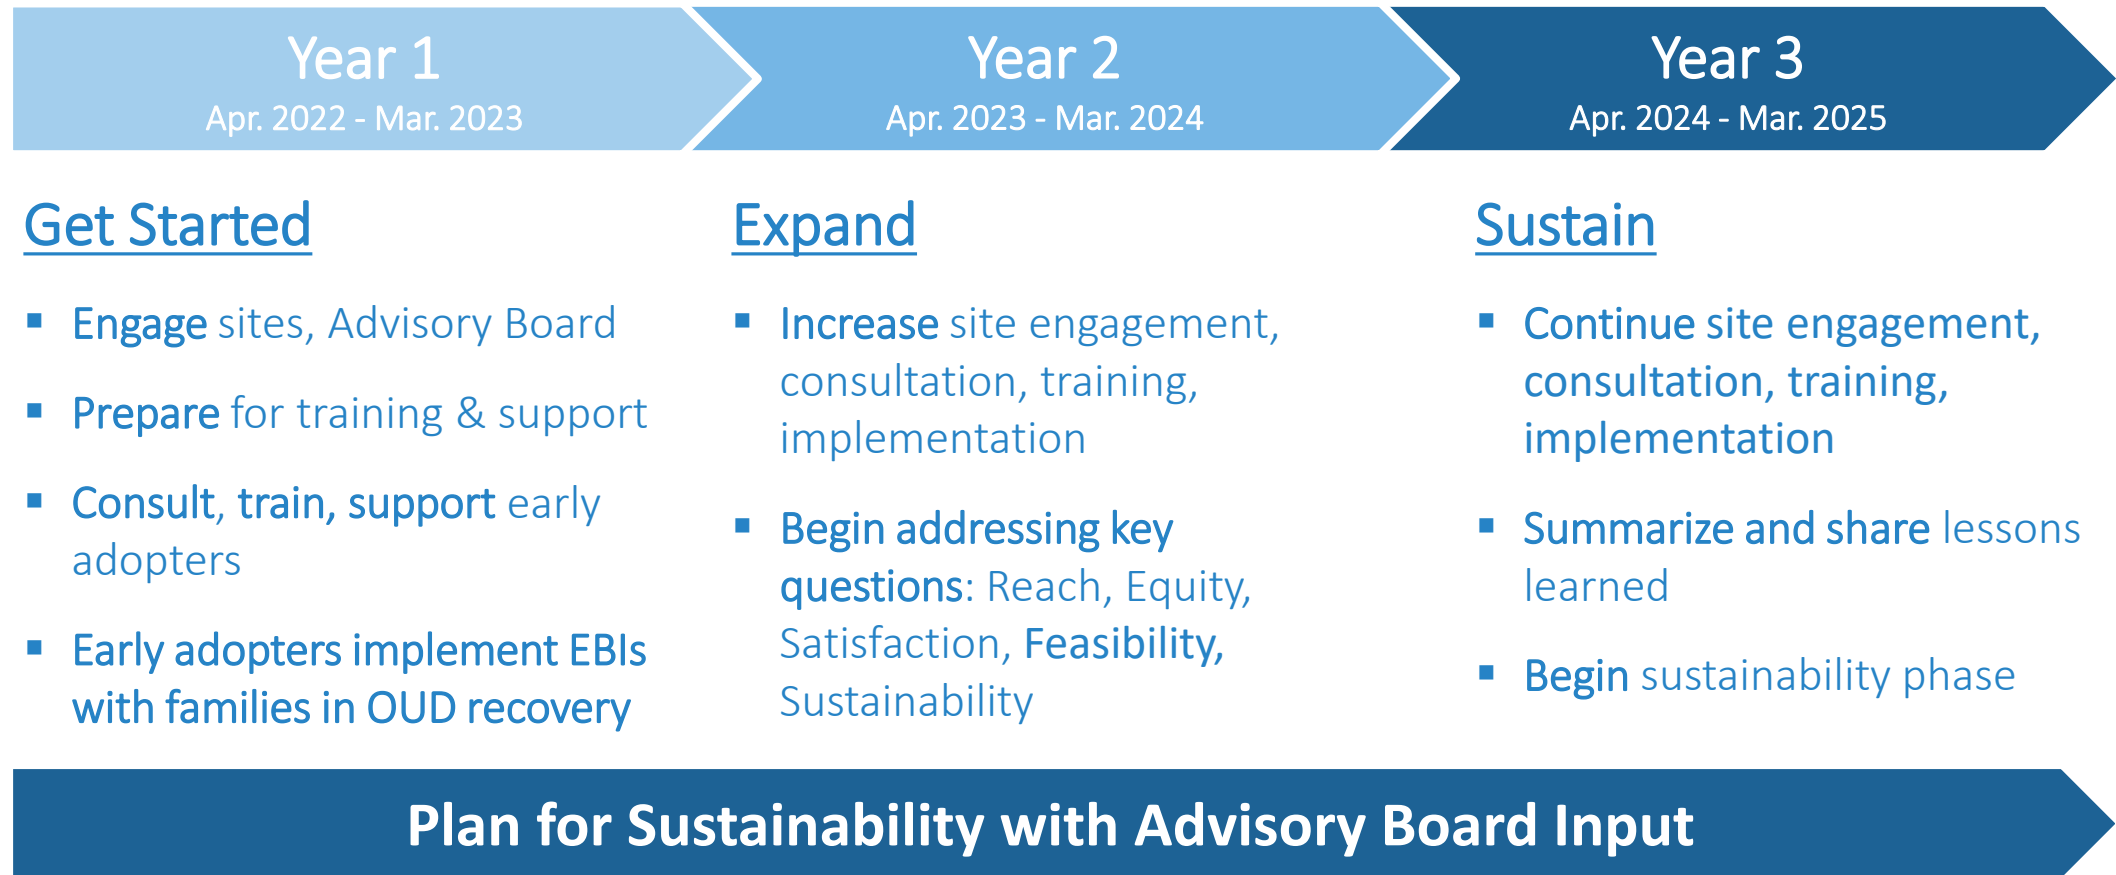 Year 1
Apr. 2022 - Mar. 2023
Year 2
Apr. 2023 - Mar. 2024
Year 3
Apr. 2024 - Mar. 2025
Get Started
▪ Engage sites, Advisory Board
▪ Prepare for training & support
▪ Consult, train, support early
adopters
▪ Early adopters implement EBIs
with families in OUD recovery
Expand
▪ Increase site engagement,
consultation, training,
implementation
▪ Begin addressing key
questions: Reach, Equity,
Satisfaction, Feasibility,
Sustainability
Sustain
▪ Continue site engagement,
consultation, training,
implementation
▪ Summarize and share lessons
learned
▪ Begin sustainability phase
Plan for Sustainability with Advisory Board Input